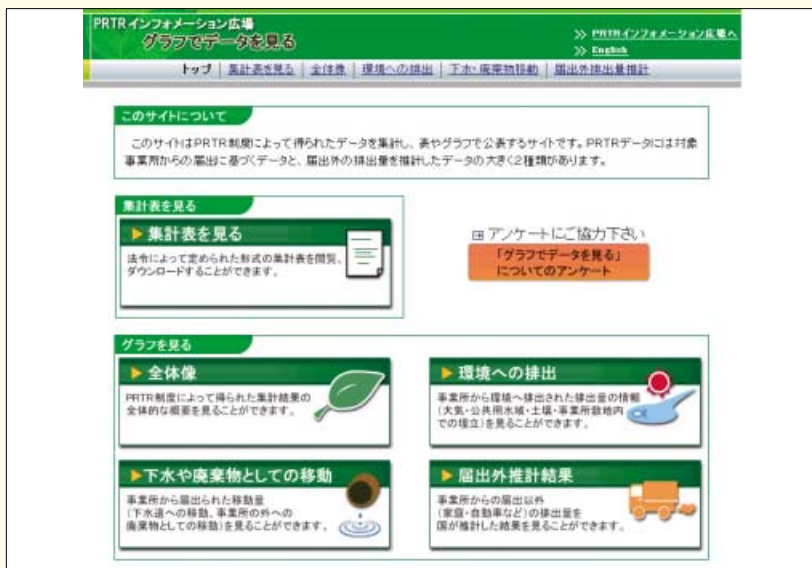 PRTRインフォメーション広場
グラフでデータを見る
>> PRTRインフォメーション広場へ
>> English
トップ | 集計表を見る | 全体像 | 環境への排出 | 下水・廃棄物移動 | 届出外排出量推計
このサイトについて
このサイトはPRTR制度によって得られたデータを集計し、表やグラフで公表するサイトです。PRTRデータには対象
事業所からの届出に基づくデータと、届出外の排出量を推計したデータの大きく2種類があります。
集計表を見る
集計表を見る
法令によって定められた形式の集計表を閲覧、
ダウンロードすることができます。
アンケートにご協力下さい
「グラフでデータを見る」
についてのアンケート
グラフを見る
全体像
PRTR制度によって得られた集計結果の
全体的な概要を見ることができます。
環境への排出
事業所から環境へ排出された排出量の情報
(大気・公共用水域・土壌・事業所敷地内
での埋立)を見ることができます。
下水や廃棄物としての移動
事業所から届出られた移動量
(下水道への移動、事業所の外への
廃棄物としての移動)を見ることができます。
届出外推計結果
事業所からの届出以外
(家庭・自動車など)の排出量を
国が推計した結果を見ることができます。